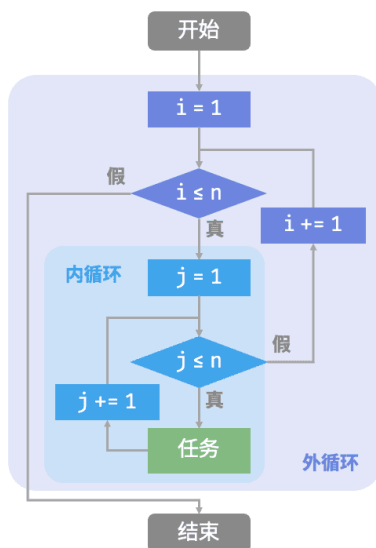 开始
i = 1
假
i ≤ n
i += 1
真
内循环
j = 1
假
j ≤ n
j += 1
真
任务
外循环
结束